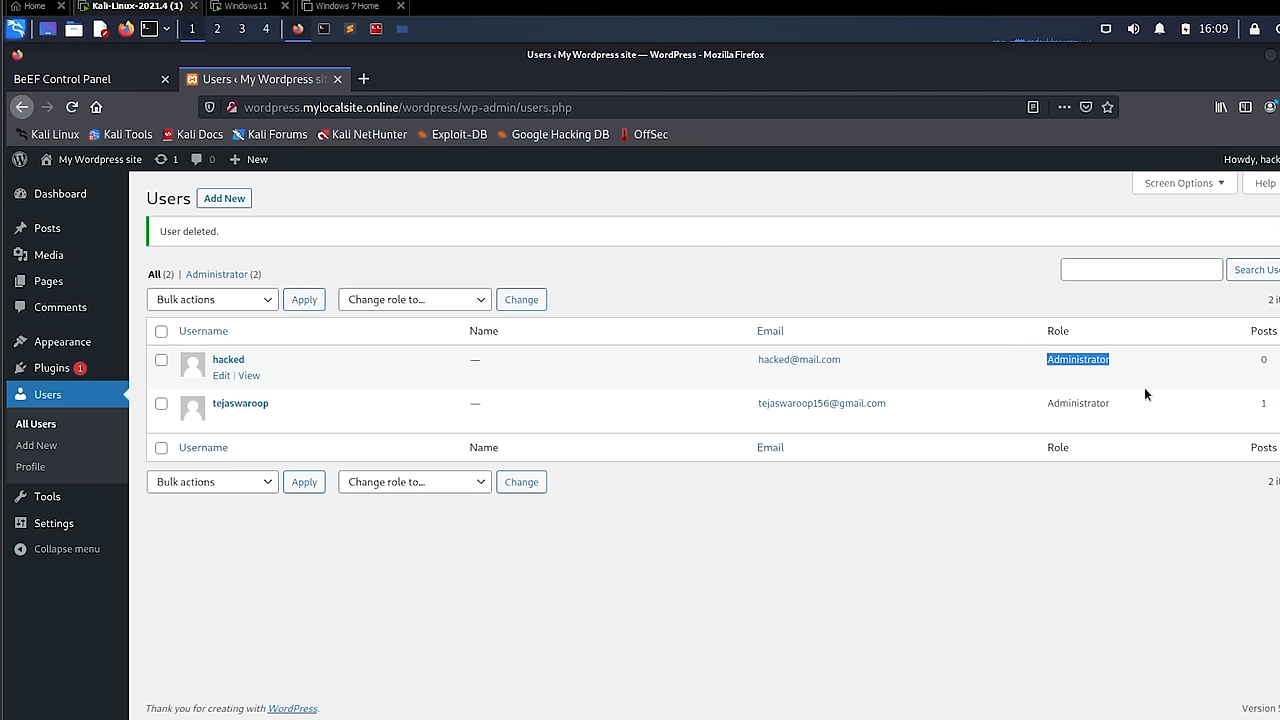 Home
Kali-Linux-2021.4 (1)
Windows11
Windows 7 Home
1 2 3 4
16:09
Users ‹ My Wordpress site — WordPress - Mozilla Firefox
BeEF Control Panel
Users ‹ My Wordpress sit
wordpress.mylocalsite.online/wordpress/wp-admin/users.php
Kali Linux
Kali Tools
Kali Docs
Kali Forums
Kali NetHunter
Exploit-DB
Google Hacking DB
OffSec
My Wordpress site
1
0
New
Howdy, hack
Dashboard
Posts
Media
Pages
Comments
Appearance
Plugins 1
Users
All Users
Add New
Profile
Tools
Settings
Collapse menu
Screen Options
Help
Users
Add New
User deleted.
All (2) | Administrator (2)
Search Use
Bulk actions
Apply
Change role to...
Change
2 it
Username Name Email Role Posts
hacked — hacked@mail.com Administrator 0
Edit | View
tejaswaroop — tejaswaroop156@gmail.com Administrator 1
Username Name Email Role Posts
Bulk actions
Apply
Change role to...
Change
2 it
Thank you for creating with WordPress.
Version